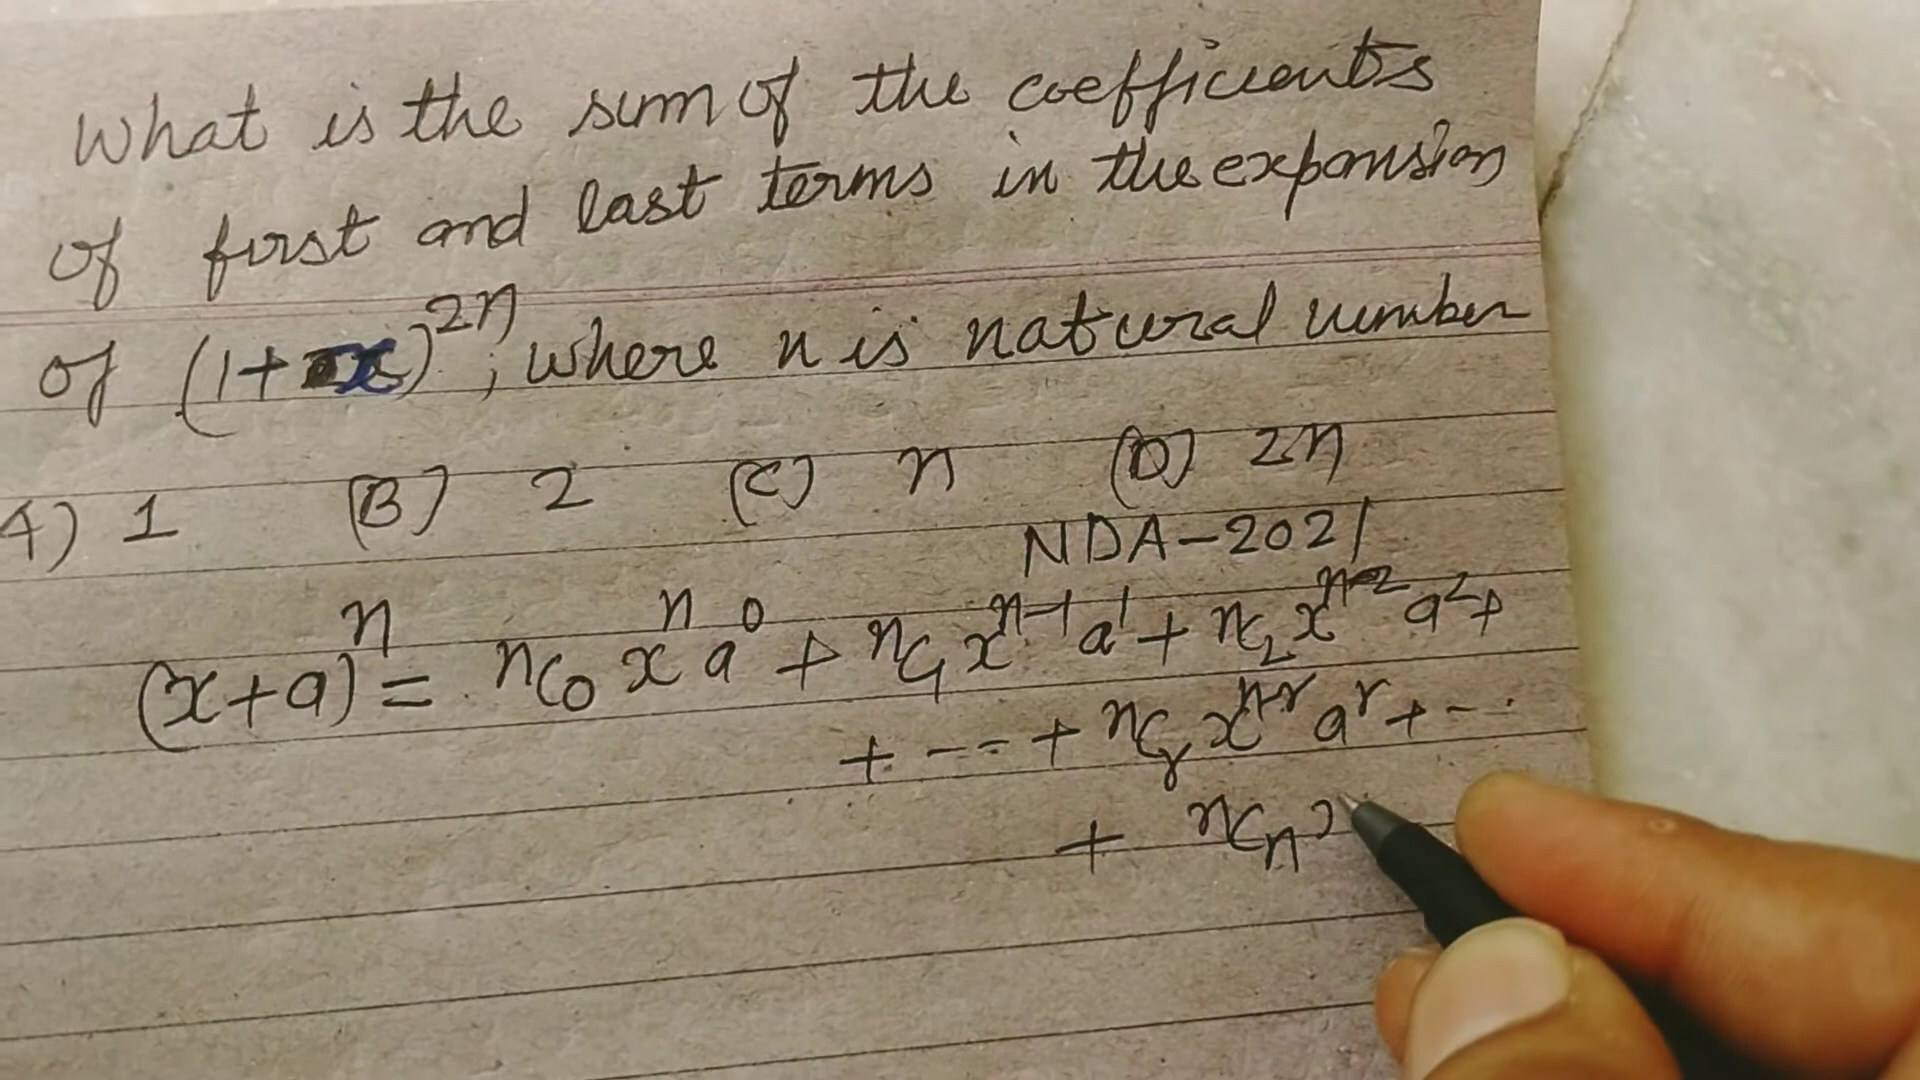 What is the sum of the coefficients
of first and last terms in the expansion
of (1+x)^2n, where n is natural number
A) 1 (B) 2 (C) n (D) 2n
NDA-2021
(x+a)^n = nC0 x^n a^0 + nC1 x^n-1 a^1 + nC2 x^n-2 a^2 +
+ --- + nCr x^n-r a^r + ---
+ nCn